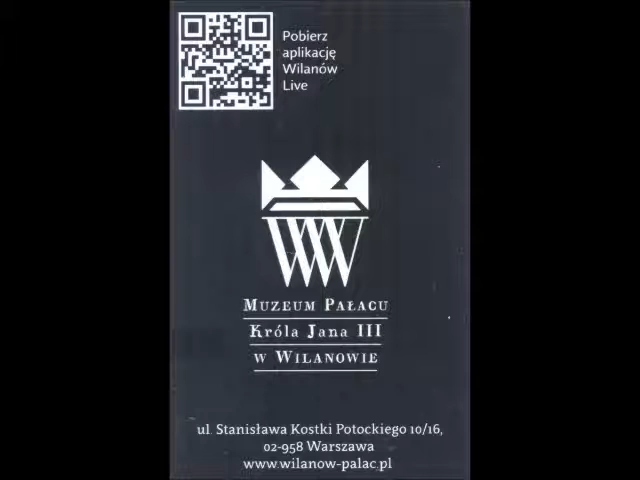 Pobierz
aplikację
Wilanów
Live
MUZEUM PAŁACU
Króla Jana III
W WILANOWIE
ul. Stanisława Kostki Potockiego 10/16,
02-958 Warszawa
www.wilanow-palac.pl